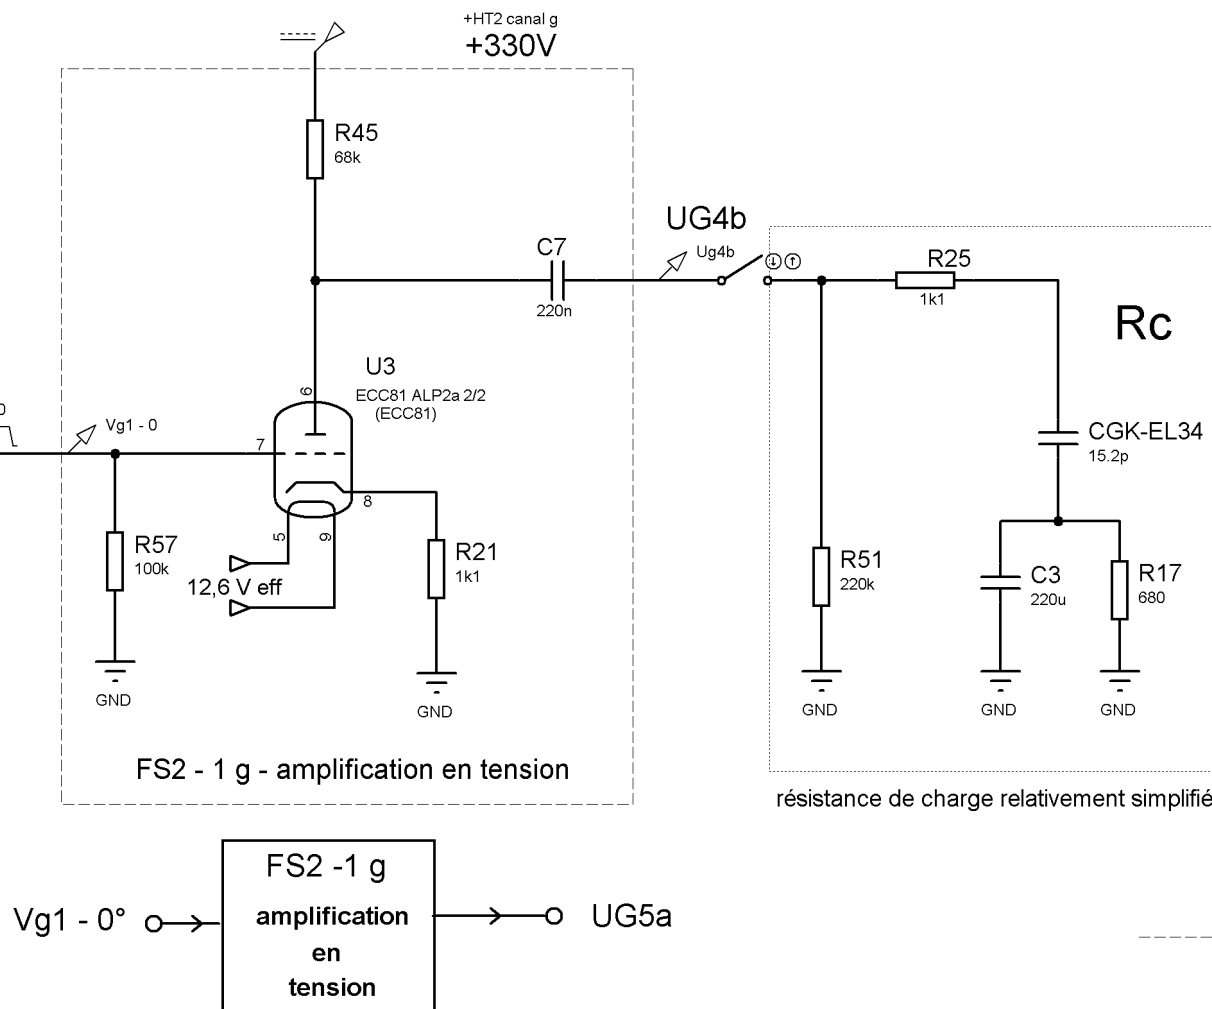 +HT2 canal g
+330V
R45
68k
UG4b
Ug4b
C7
220n
R25
1k1
Rc
U3
ECC81 ALP2a 2/2
(ECC81)
6
0
Vg1 - 0
7
8
5
9
CGK-EL34
15.2p
R57
100k
12,6 V eff
R21
1k1
R51
220k
C3
220u
R17
680
GND
GND
GND
GND
GND
FS2 - 1 g - amplification en tension
résistance de charge relativement simplifié
FS2 -1 g
amplification
en
tension
Vg1 - 0°
UG5a